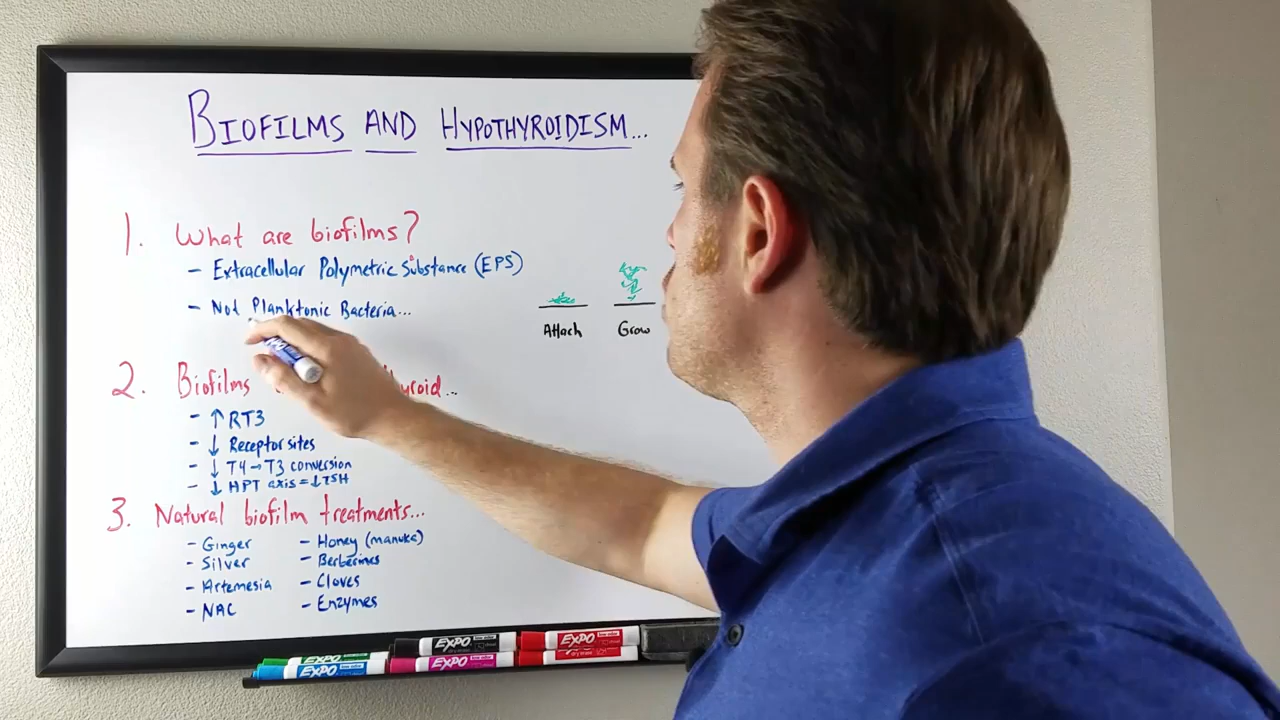 BIOFILMS AND HYPOTHYROIDISM...
1. What are biofilms?
- Extracellular Polymetric Substance (EPS)
- Not Planktonic Bacteria...
Attach Grow
2. Biofilms
- ↑ RT3
- ↓ Receptor sites
- ↓ T4→T3 conversion
- ↓ HPT axis = ↓ TSH
3. Natural biofilm treatments...
- Ginger - Honey (manuka)
- Silver - Berberines
- Artemesia - Cloves
- NAC - Enzymes
EXPO EXPO
EXPO EXPO
EXPO